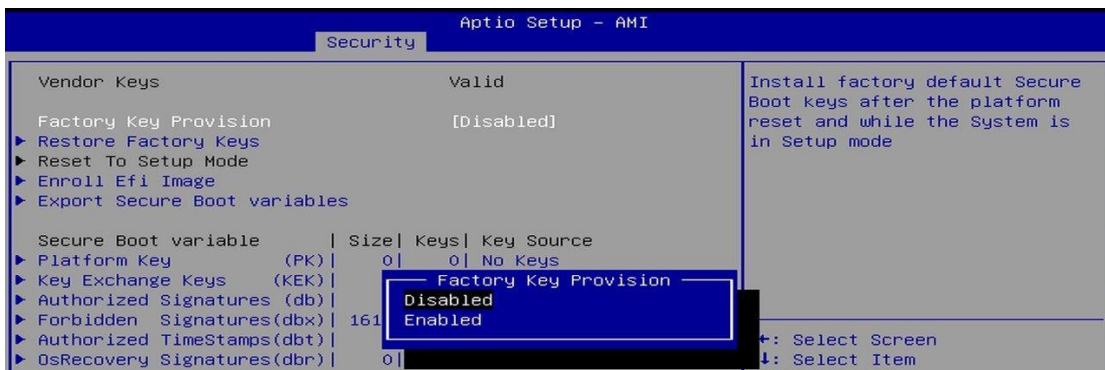 Aptio Setup – AMI
Security
Vendor Keys Valid
Factory Key Provision [Disabled]
Restore Factory Keys
Reset To Setup Mode
Enroll Efi Image
Export Secure Boot variables
Secure Boot variable | Size| Keys| Key Source
Platform Key (PK)| 0| 0| No Keys
Key Exchange Keys (KEK)|
Authorized Signatures (db)|
Forbidden Signatures(dbx)| 161
Authorized TimeStamps(dbt)|
OsRecovery Signatures(dbr)| 0|
Factory Key Provision
Disabled
Enabled
Install factory default Secure
Boot keys after the platform
reset and while the System is
in Setup mode
←: Select Screen
↓: Select Item